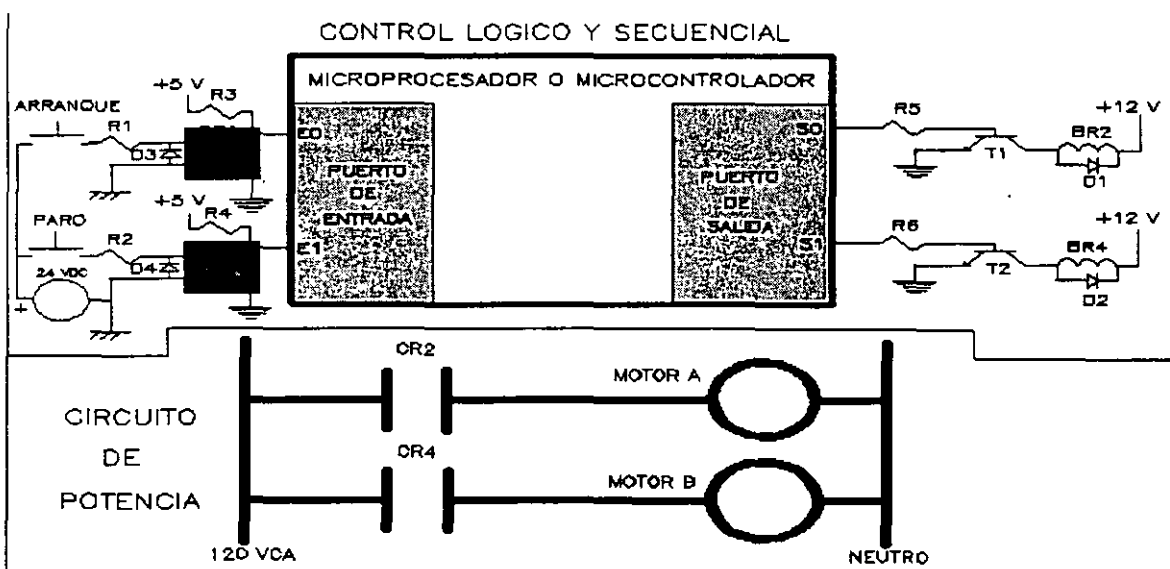 CONTROL LOGICO Y SECUENCIAL
MICROPROCESADOR O MICROCONTROLADOR
+5 V
R3
ARRANQUE
R1
D3
E0
PUERTO
DE
ENTRADA
+5 V
R4
PARO
R2
D4
E1
24 VDC
+
S0
PUERTO
DE
SALIDA
S1
R5
T1
BR2
D1
+12 V
R6
T2
BR4
D2
+12 V
CIRCUITO
DE
POTENCIA
CR2
MOTOR A
CR4
MOTOR B
120 VCA
NEUTRO